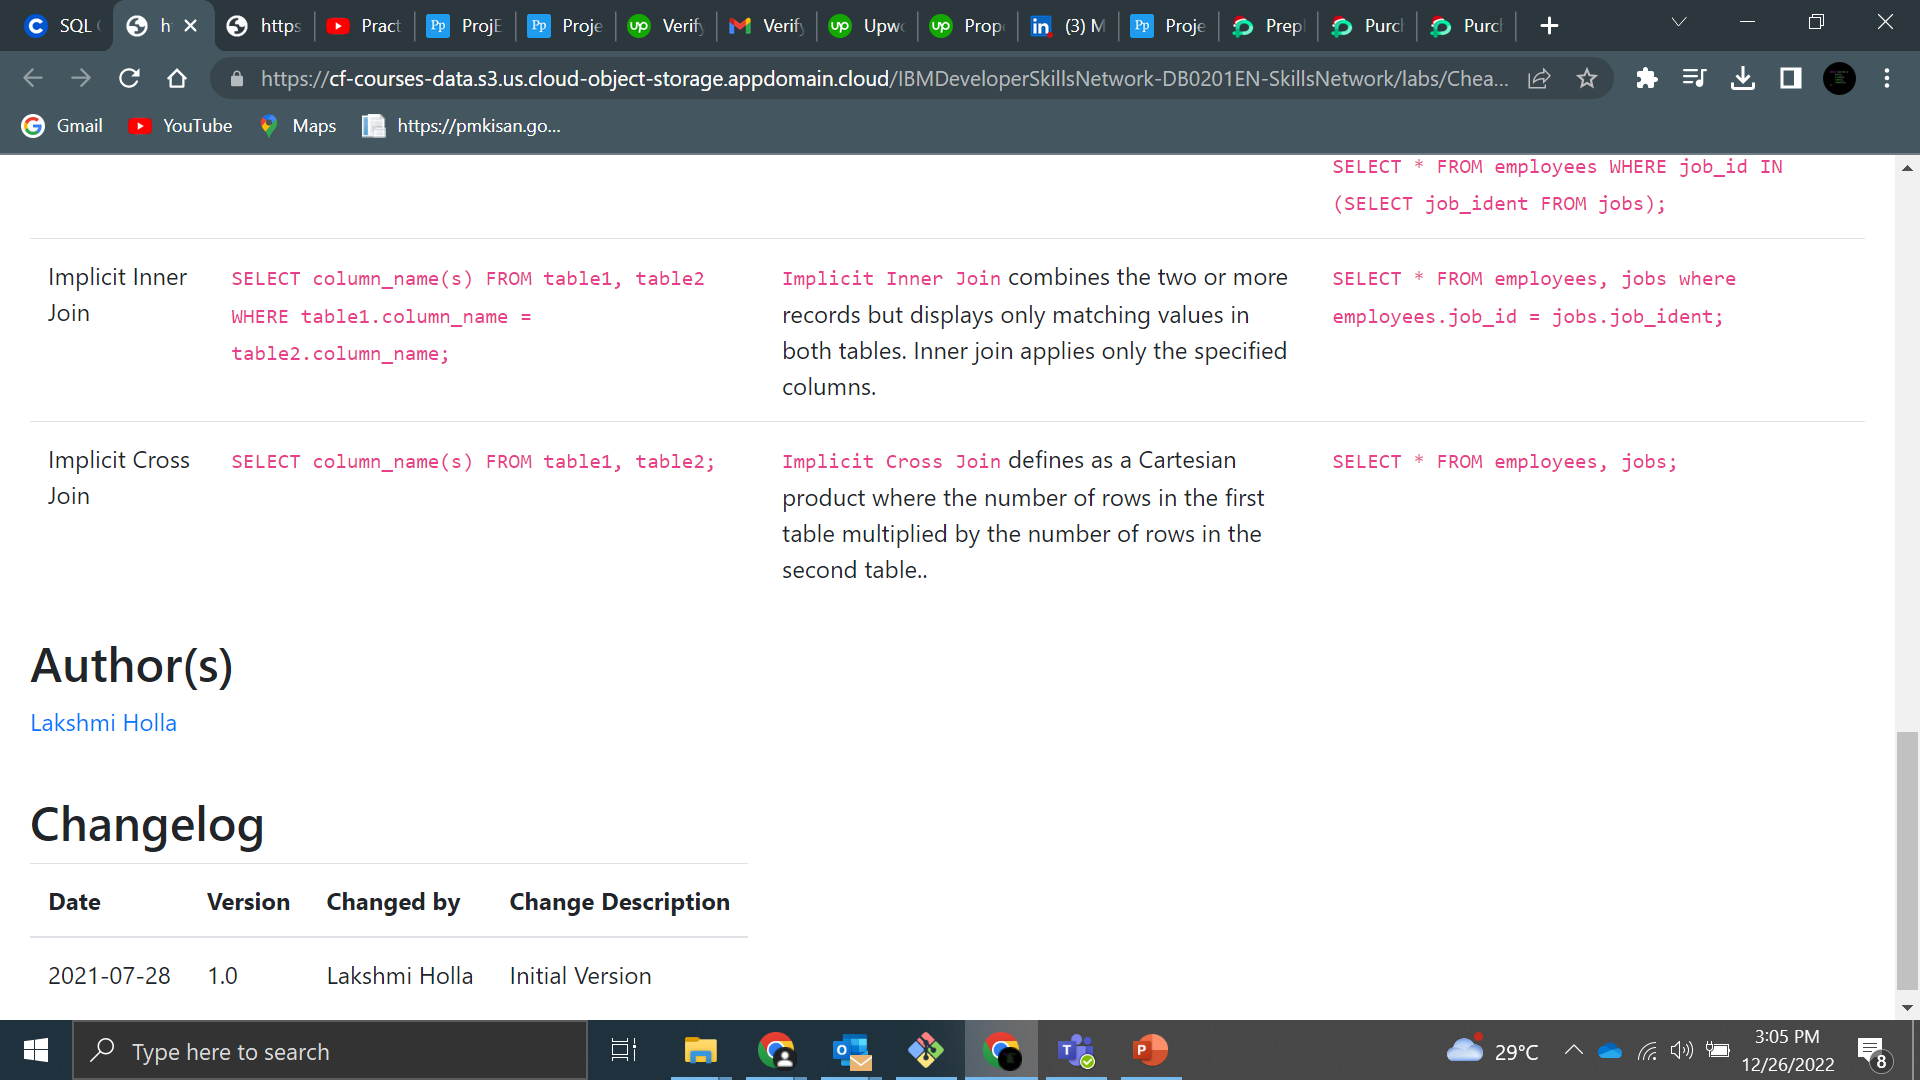 SQL
h
https
Pract
ProjE
Proje
Verify
Verify
Upwo
Propo
(3) M
Proje
Prepl
Purch
Purch
https://cf-courses-data.s3.us.cloud-object-storage.appdomain.cloud/IBMDeveloperSkillsNetwork-DB0201EN-SkillsNetwork/labs/Chea...
Gmail
YouTube
Maps
https://pmkisan.go...
SELECT * FROM employees WHERE job_id IN
(SELECT job_ident FROM jobs);
Implicit Inner
Join
SELECT column_name(s) FROM table1, table2
WHERE table1.column_name =
table2.column_name;
Implicit Inner Join combines the two or more
records but displays only matching values in
both tables. Inner join applies only the specified
columns.
SELECT * FROM employees, jobs where
employees.job_id = jobs.job_ident;
Implicit Cross
Join
SELECT column_name(s) FROM table1, table2;
Implicit Cross Join defines as a Cartesian
product where the number of rows in the first
table multiplied by the number of rows in the
second table..
SELECT * FROM employees, jobs;
Author(s)
Lakshmi Holla
Changelog
Date Version Changed by Change Description
2021-07-28 1.0 Lakshmi Holla Initial Version
Type here to search
29°C
3:05 PM
12/26/2022
8